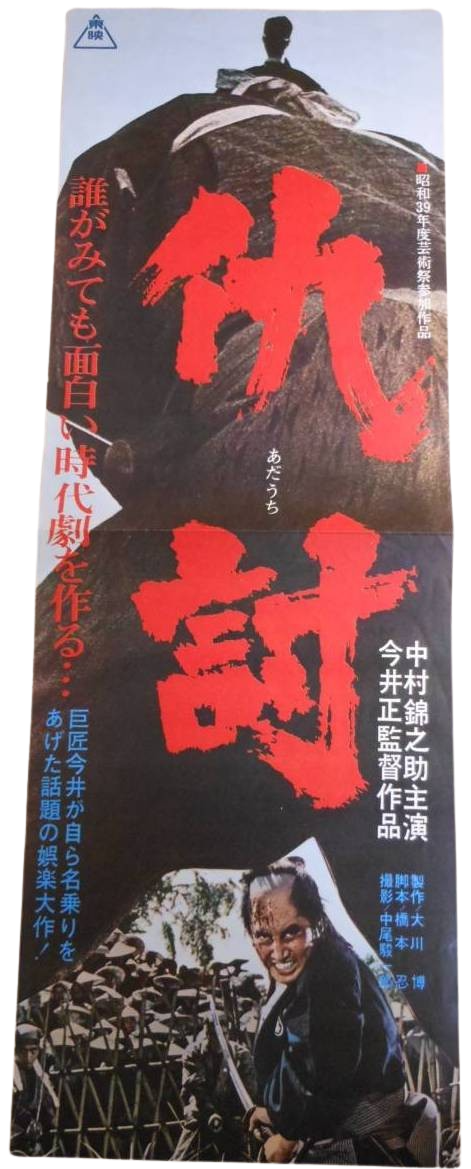 東映
■昭和39年度芸術祭参加作品
仇討
あだうち
誰がみても面白い時代劇を作る…
中村錦之助主演
今井正監督作品
巨匠今井が自ら名乗りを
あげた話題の娯楽大作！
製作・大川 博
脚本・橋本 忍
撮影・中尾駿